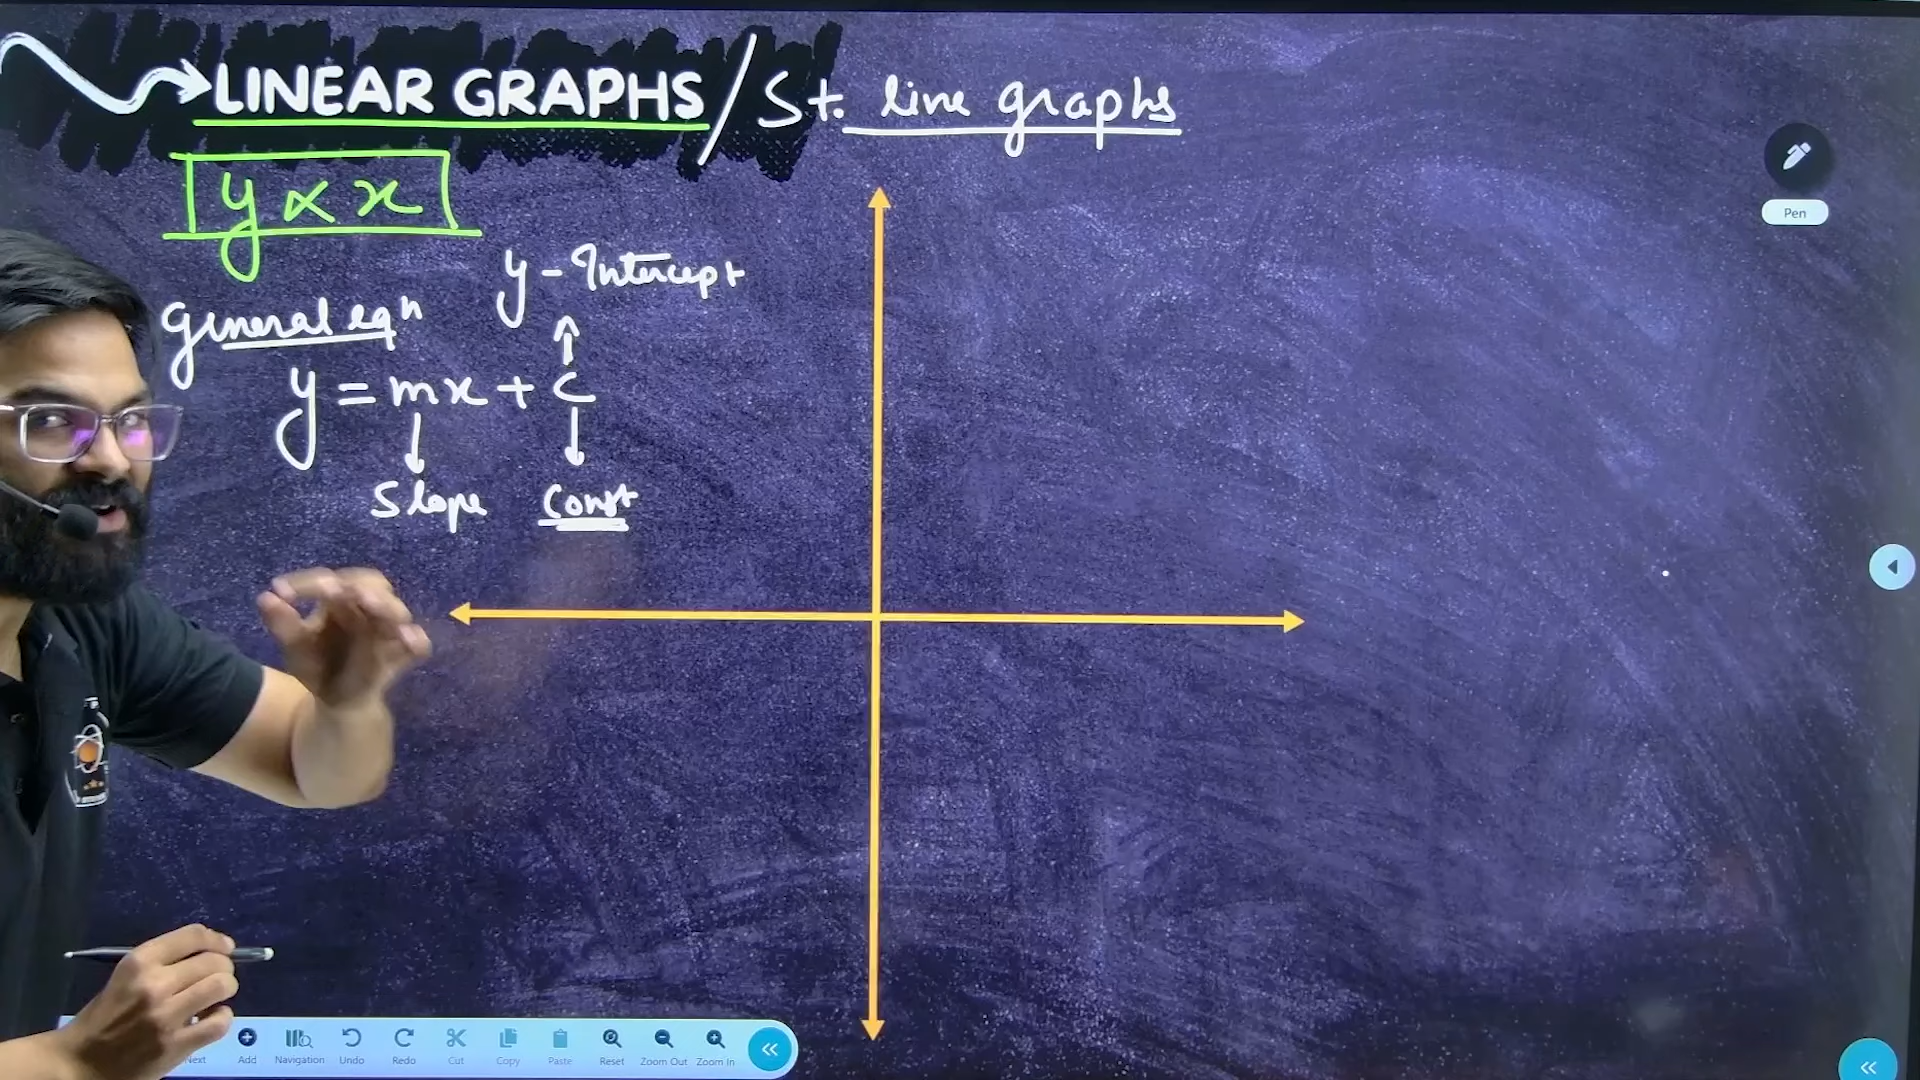 LINEAR GRAPHS / St. line graphs
y ∝ x
y - Intercept
General eqn
y = mx + c
Slope Const
Pen
Next Add Navigation Undo Redo Cut Copy Paste Reset Zoom Out Zoom In